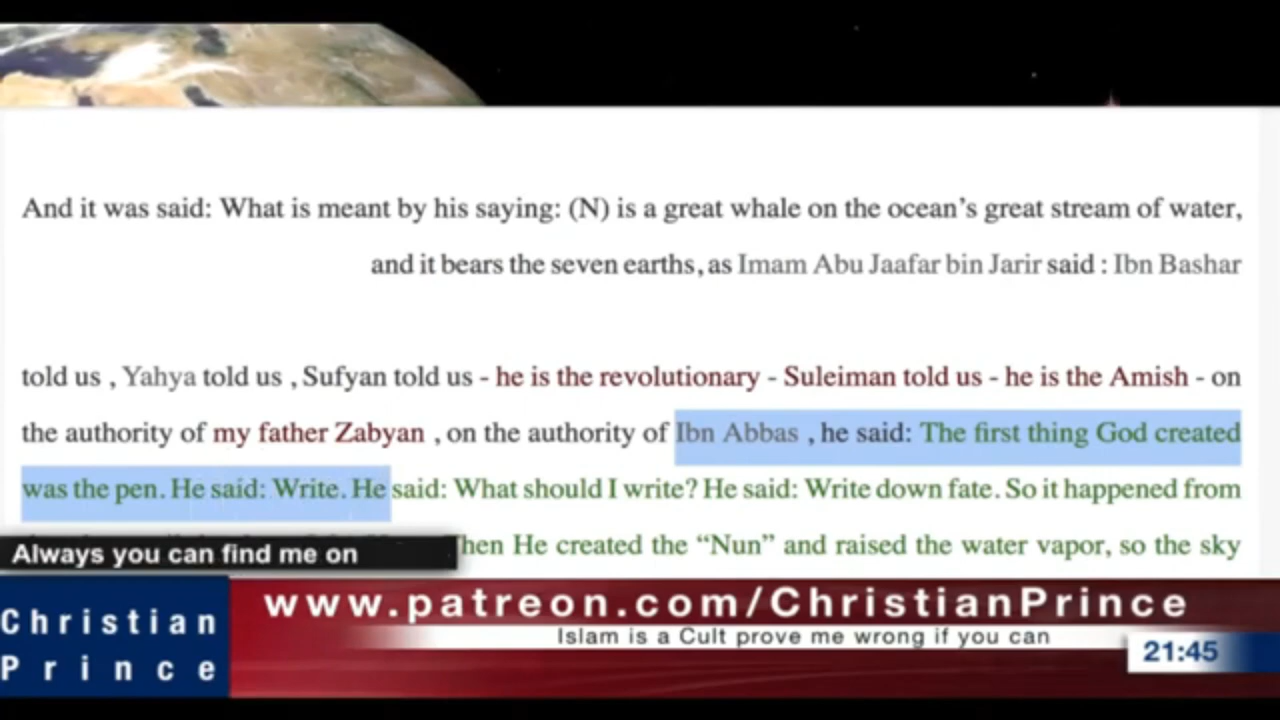 And it was said: What is meant by his saying: (N) is a great whale on the ocean's great stream of water,
and it bears the seven earths, as Imam Abu Jaafar bin Jarir said : Ibn Bashar
told us , Yahya told us , Sufyan told us - he is the revolutionary - Suleiman told us - he is the Amish - on
the authority of my father Zabyan , on the authority of Ibn Abbas , he said: The first thing God created
was the pen. He said: Write. He said: What should I write? He said: Write down fate. So it happened from
hen He created the “Nun” and raised the water vapor, so the sky
Always you can find me on
Christian
Prince
www.patreon.com/ChristianPrince
Islam is a Cult prove me wrong if you can
21:45